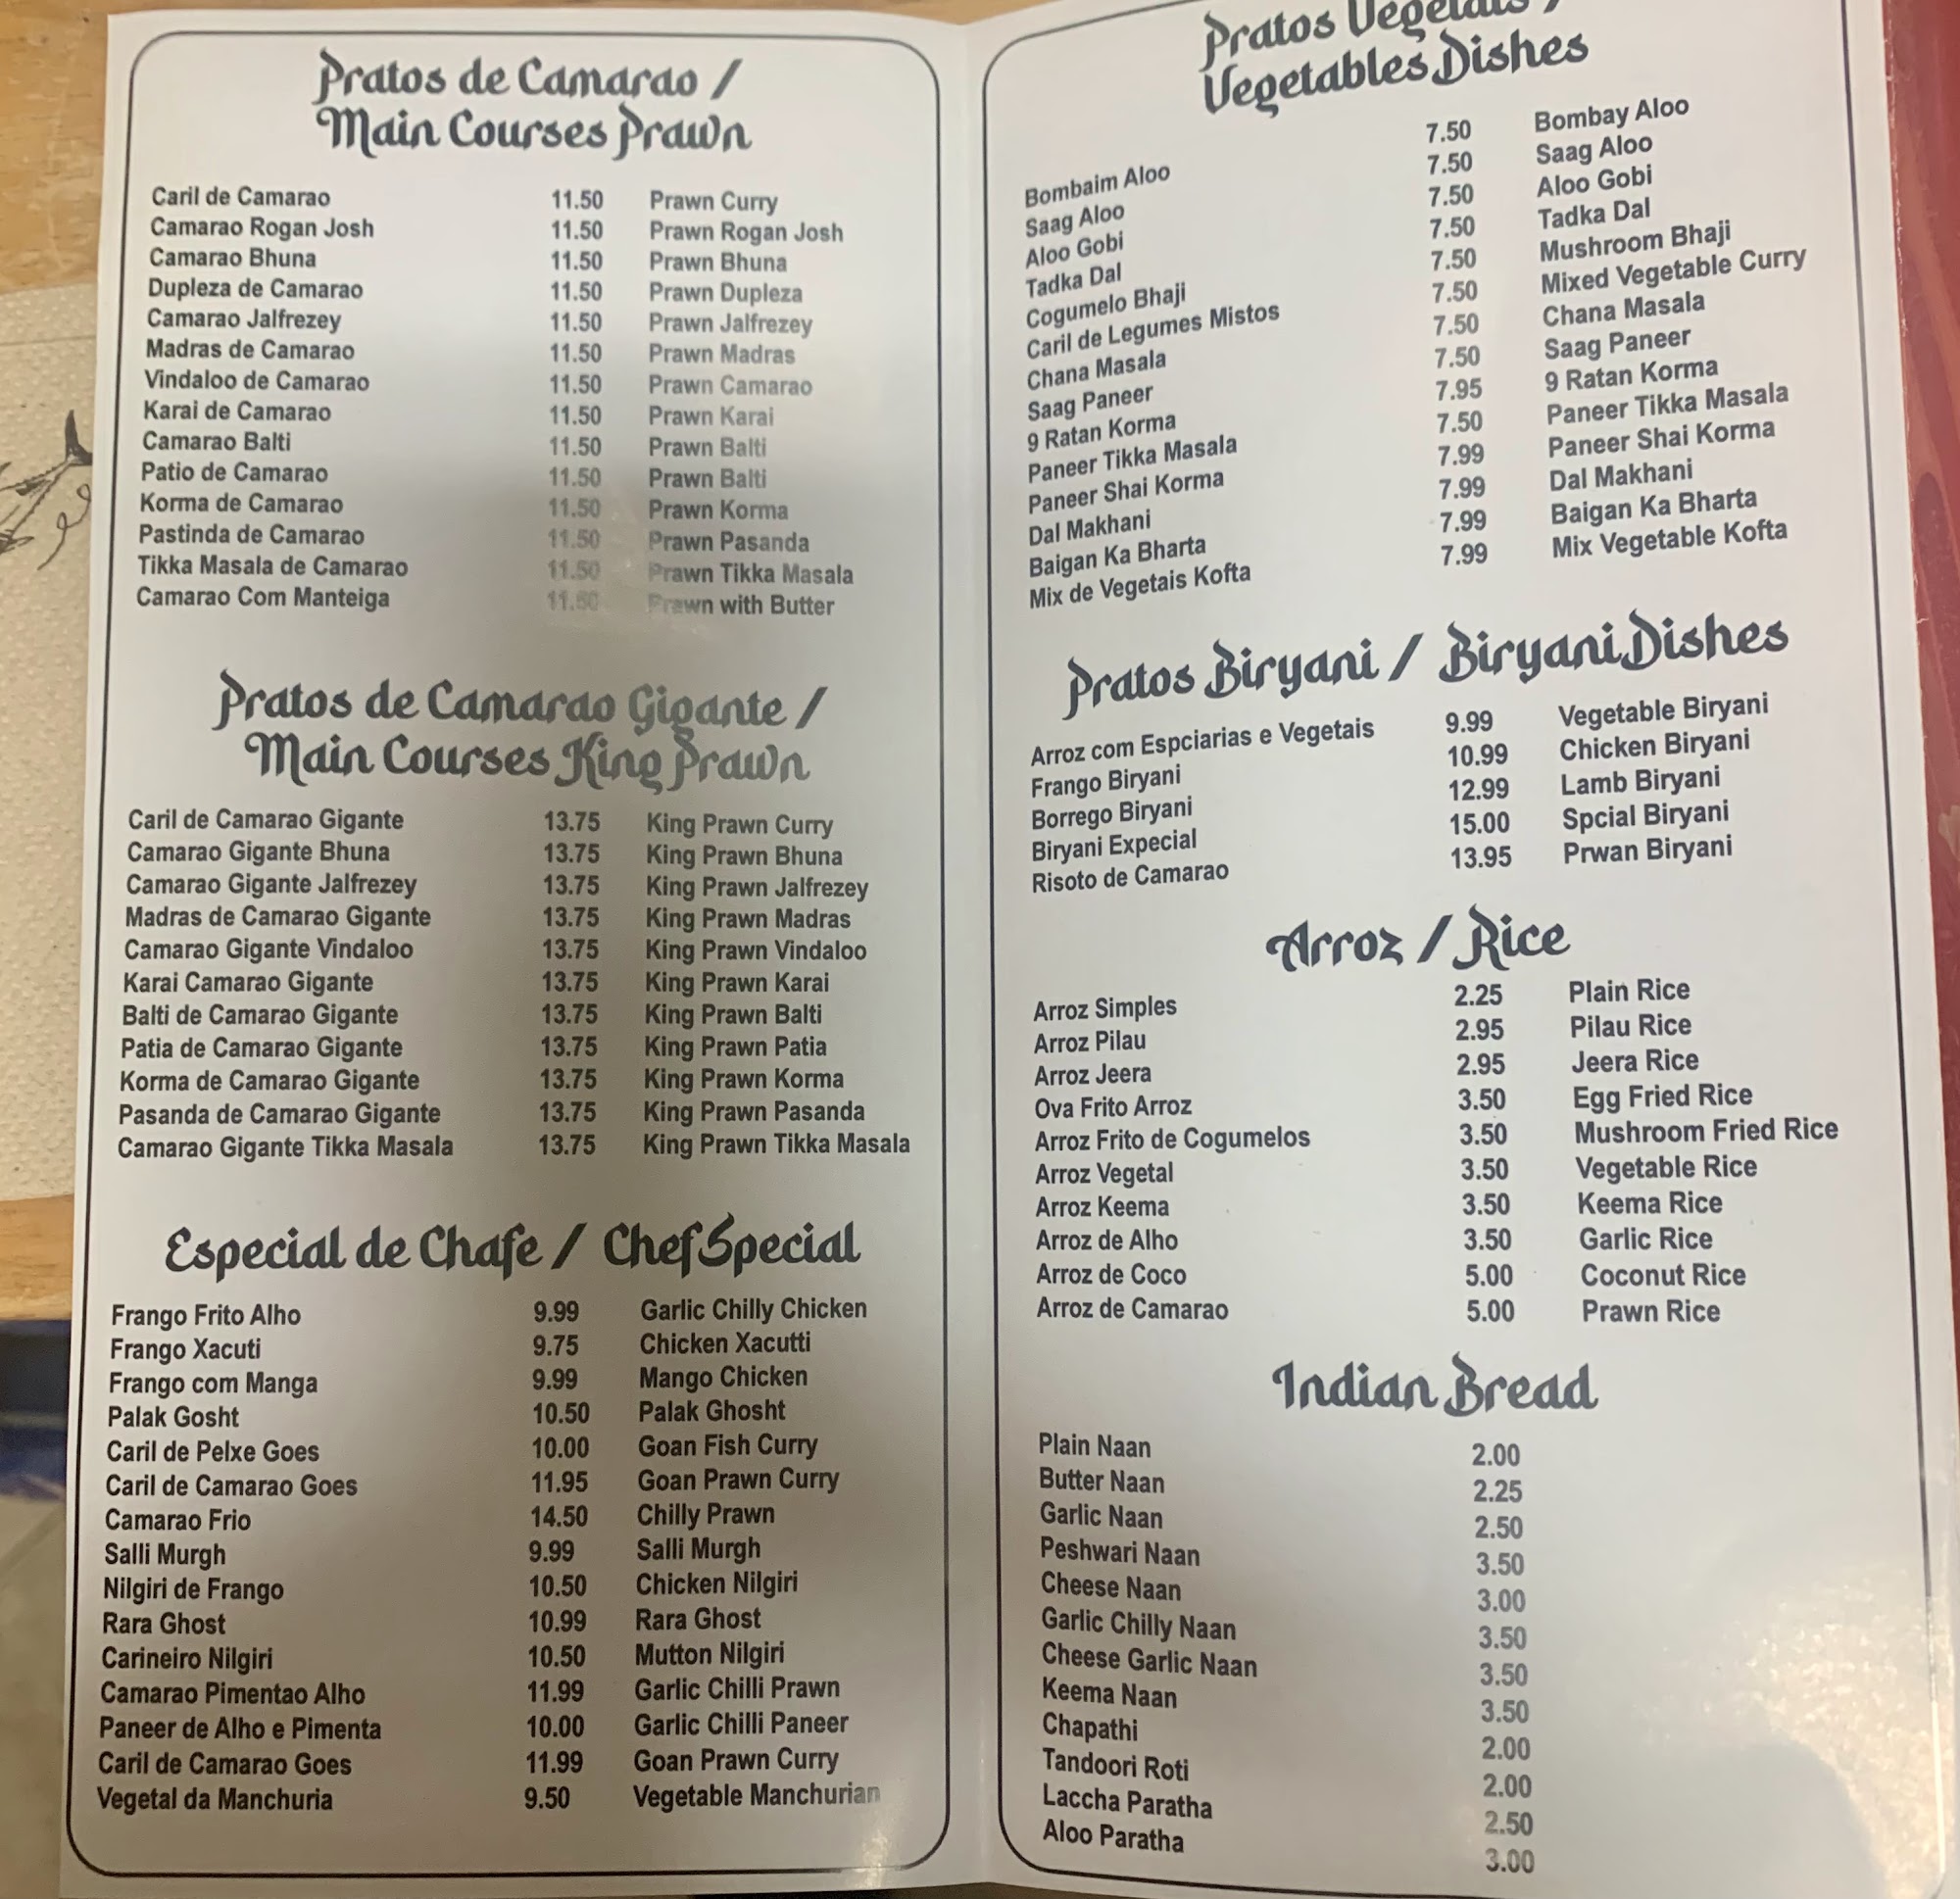 Pratos de Camarao /
Main Courses Prawn
Caril de Camarao 11.50 Prawn Curry
Camarao Rogan Josh 11.50 Prawn Rogan Josh
Camarao Bhuna 11.50 Prawn Bhuna
Dupleza de Camarao 11.50 Prawn Dupleza
Camarao Jalfrezey 11.50 Prawn Jalfrezey
Madras de Camarao 11.50 Prawn Madras
Vindaloo de Camarao 11.50 Prawn Camarao
Karai de Camarao 11.50 Prawn Karai
Camarao Balti 11.50 Prawn Balti
Patio de Camarao 11.50 Prawn Balti
Korma de Camarao 11.50 Prawn Korma
Pastinda de Camarao 11.50 Prawn Pasanda
Tikka Masala de Camarao 11.50 Prawn Tikka Masala
Camarao Com Manteiga 11.50 Prawn with Butter
Pratos de Camarao Gigante /
Main Courses King Prawn
Caril de Camarao Gigante 13.75 King Prawn Curry
Camarao Gigante Bhuna 13.75 King Prawn Bhuna
Camarao Gigante Jalfrezey 13.75 King Prawn Jalfrezey
Madras de Camarao Gigante 13.75 King Prawn Madras
Camarao Gigante Vindaloo 13.75 King Prawn Vindaloo
Karai Camarao Gigante 13.75 King Prawn Karai
Balti de Camarao Gigante 13.75 King Prawn Balti
Patia de Camarao Gigante 13.75 King Prawn Patia
Korma de Camarao Gigante 13.75 King Prawn Korma
Pasanda de Camarao Gigante 13.75 King Prawn Pasanda
Camarao Gigante Tikka Masala 13.75 King Prawn Tikka Masala
Especial de Chafe / Chef Special
Frango Frito Alho 9.99 Garlic Chilly Chicken
Frango Xacuti 9.75 Chicken Xacutti
Frango com Manga 9.99 Mango Chicken
Palak Gosht 10.50 Palak Ghosht
Caril de Pelxe Goes 10.00 Goan Fish Curry
Caril de Camarao Goes 11.95 Goan Prawn Curry
Camarao Frio 14.50 Chilly Prawn
Salli Murgh 9.99 Salli Murgh
Nilgiri de Frango 10.50 Chicken Nilgiri
Rara Ghost 10.99 Rara Ghost
Carineiro Nilgiri 10.50 Mutton Nilgiri
Camarao Pimentao Alho 11.99 Garlic Chilli Prawn
Paneer de Alho e Pimenta 10.00 Garlic Chilli Paneer
Caril de Camarao Goes 11.99 Goan Prawn Curry
Vegetal da Manchuria 9.50 Vegetable Manchurian
Pratos Vegetais /
Vegetables Dishes
Bombaim Aloo 7.50 Bombay Aloo
Saag Aloo 7.50 Saag Aloo
Aloo Gobi 7.50 Aloo Gobi
Tadka Dal 7.50 Tadka Dal
Cogumelo Bhaji 7.50 Mushroom Bhaji
Caril de Legumes Mistos 7.50 Mixed Vegetable Curry
Chana Masala 7.50 Chana Masala
Saag Paneer 7.50 Saag Paneer
9 Ratan Korma 7.95 9 Ratan Korma
Paneer Tikka Masala 7.50 Paneer Tikka Masala
Paneer Shai Korma 7.99 Paneer Shai Korma
Dal Makhani 7.99 Dal Makhani
Baigan Ka Bharta 7.99 Baigan Ka Bharta
Mix de Vegetais Kofta 7.99 Mix Vegetable Kofta
Pratos Biryani / Biryani Dishes
Arroz com Espciarias e Vegetais 9.99 Vegetable Biryani
Frango Biryani 10.99 Chicken Biryani
Borrego Biryani 12.99 Lamb Biryani
Biryani Expecial 15.00 Spcial Biryani
Risoto de Camarao 13.95 Prwan Biryani
Arroz / Rice
Arroz Simples 2.25 Plain Rice
Arroz Pilau 2.95 Pilau Rice
Arroz Jeera 2.95 Jeera Rice
Ova Frito Arroz 3.50 Egg Fried Rice
Arroz Frito de Cogumelos 3.50 Mushroom Fried Rice
Arroz Vegetal 3.50 Vegetable Rice
Arroz Keema 3.50 Keema Rice
Arroz de Alho 3.50 Garlic Rice
Arroz de Coco 5.00 Coconut Rice
Arroz de Camarao 5.00 Prawn Rice
Indian Bread
Plain Naan 2.00
Butter Naan 2.25
Garlic Naan 2.50
Peshwari Naan 3.50
Cheese Naan 3.00
Garlic Chilly Naan 3.50
Cheese Garlic Naan 3.50
Keema Naan 3.50
Chapathi 2.00
Tandoori Roti 2.00
Laccha Paratha 2.50
Aloo Paratha 3.00